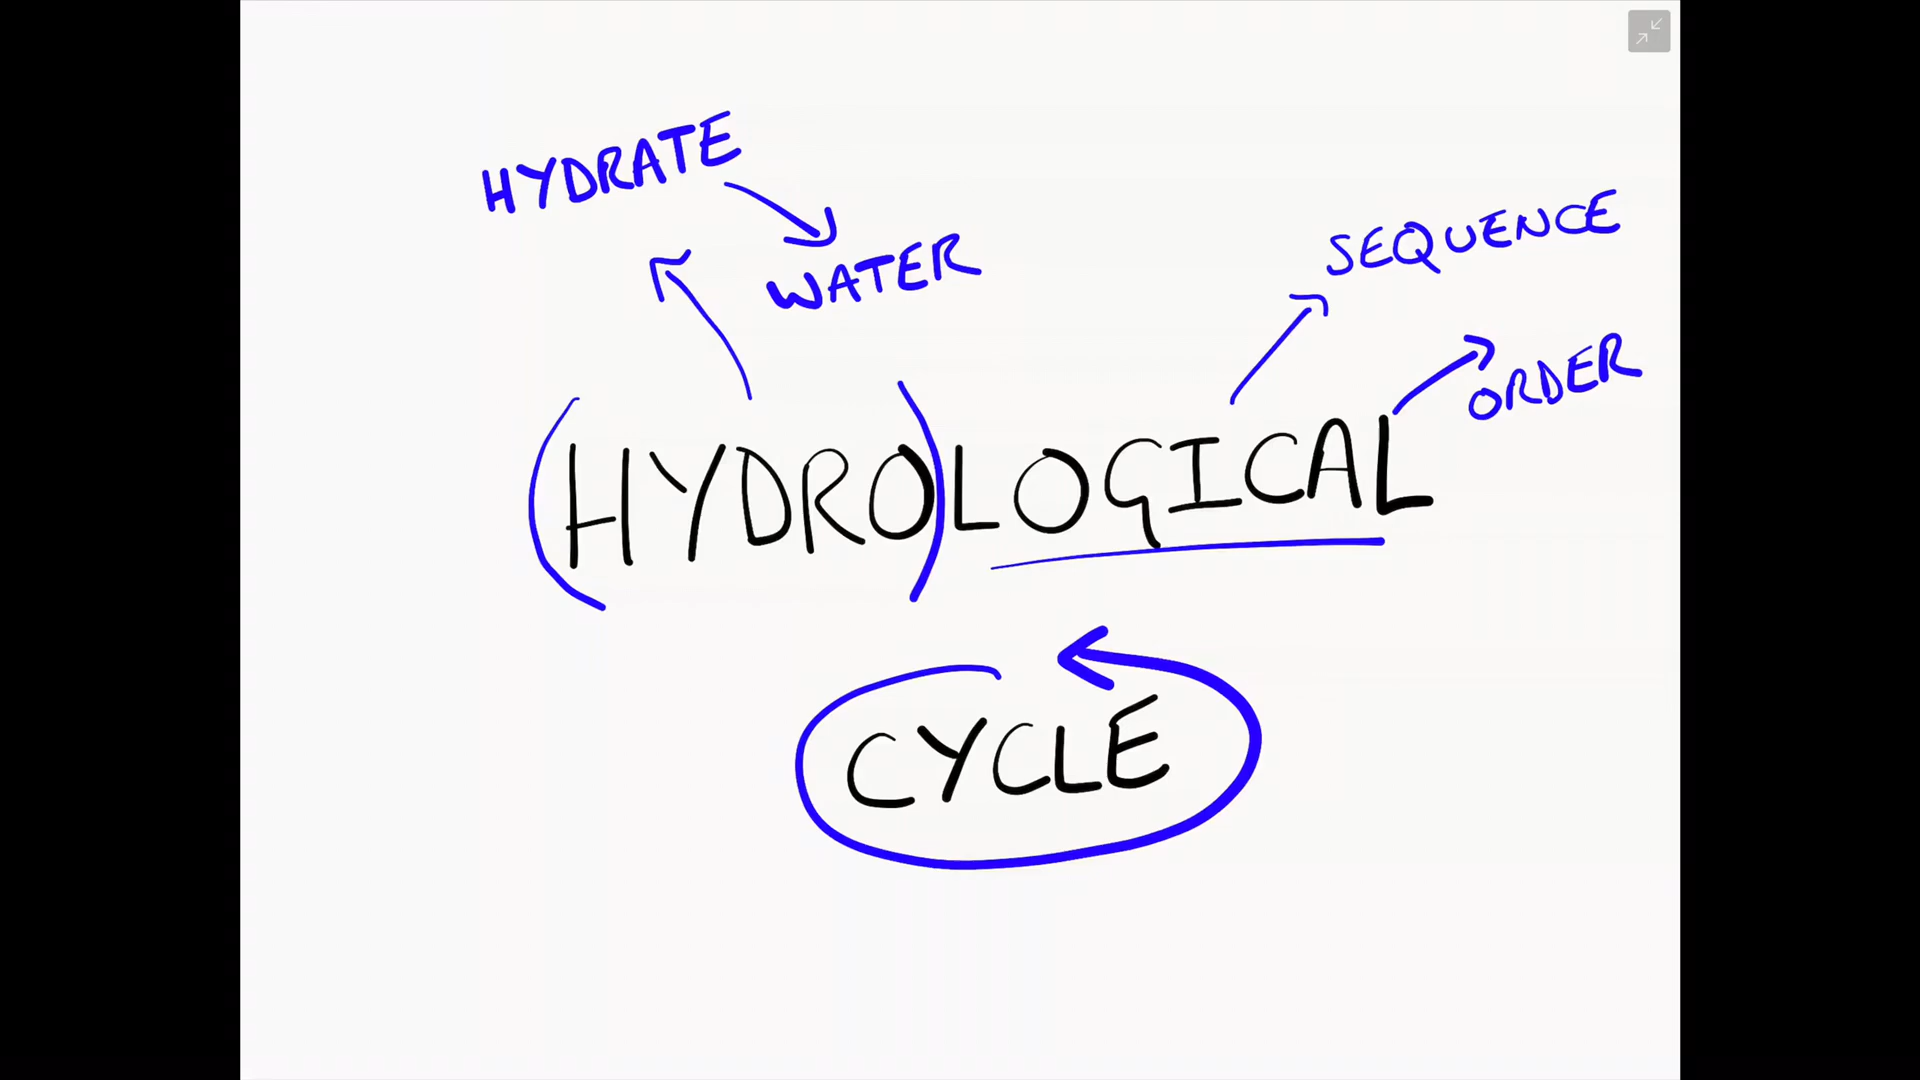 HYDRATE
WATER
SEQUENCE
ORDER
(HYDRO)LOGICAL
CYCLE